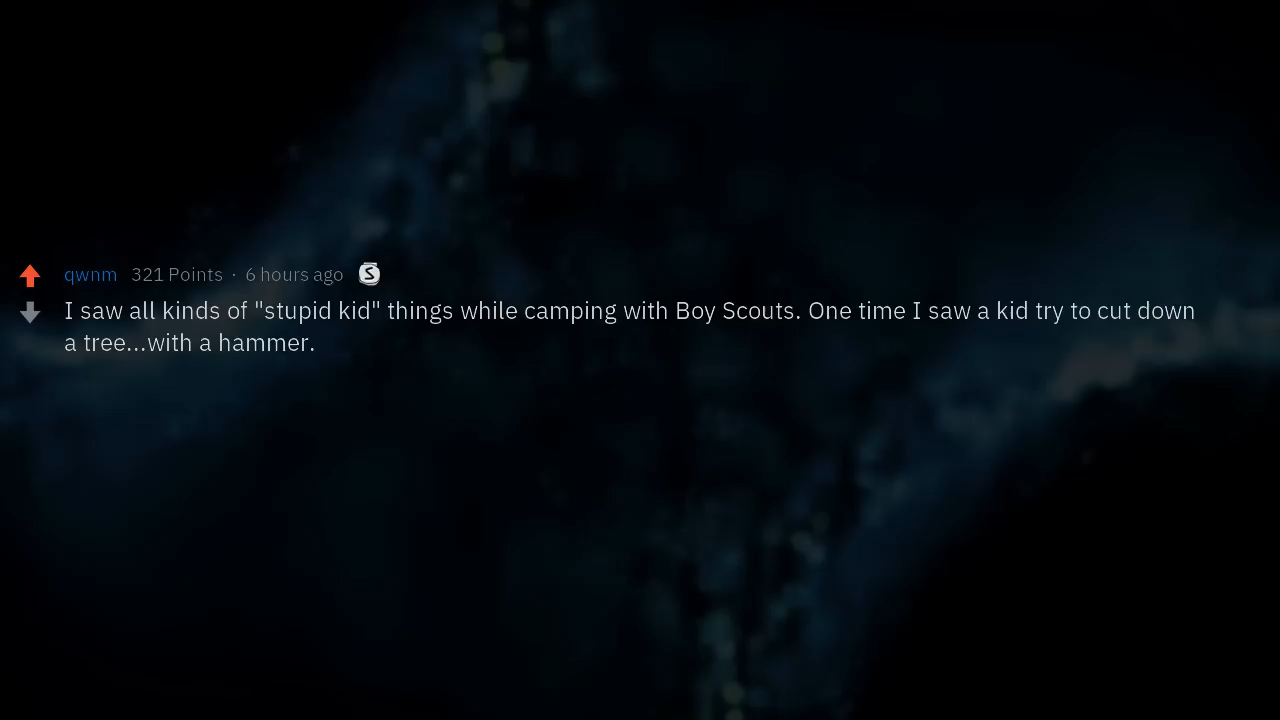 qwnm 321 Points · 6 hours ago S
I saw all kinds of "stupid kid" things while camping with Boy Scouts. One time I saw a kid try to cut down
a tree...with a hammer.